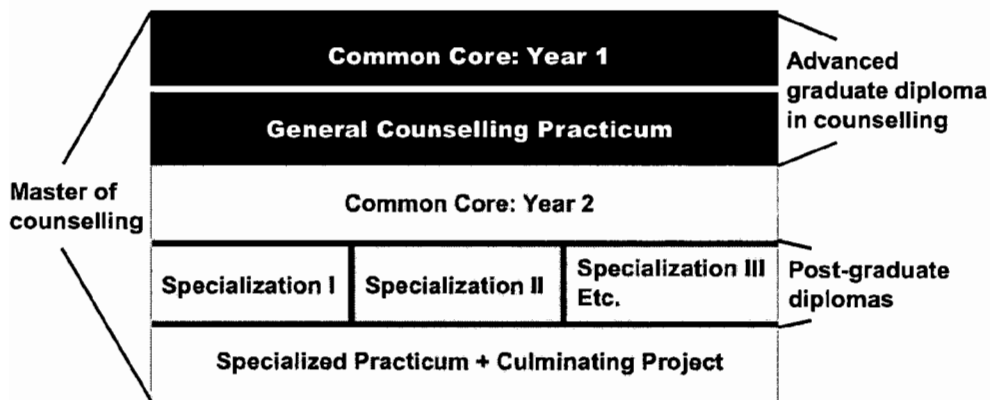 Common Core: Year 1
Advanced
graduate diploma
in counselling
General Counselling Practicum
Master of
counselling
Common Core: Year 2
Specialization I
Specialization II
Specialization III
Etc.
Post-graduate
diplomas
Specialized Practicum + Culminating Project